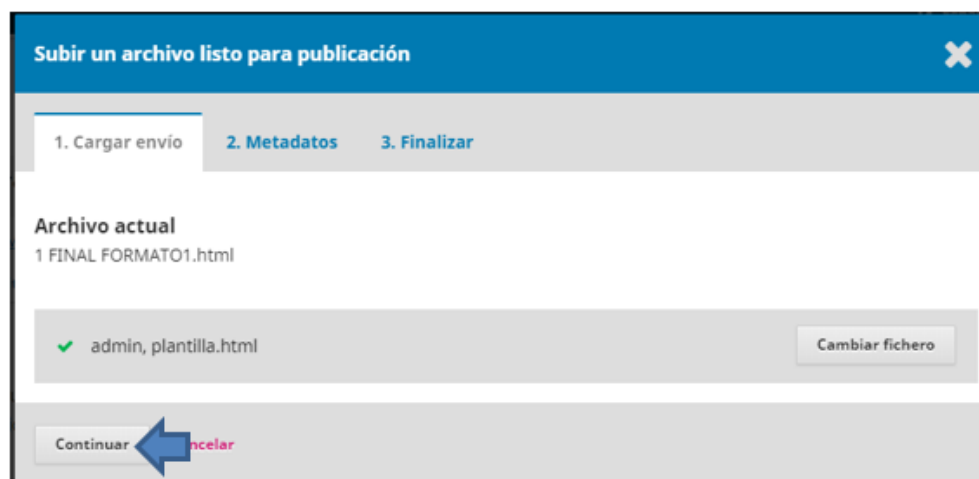 Subir un archivo listo para publicación
1. Cargar envío 2. Metadatos 3. Finalizar
Archivo actual
1 FINAL FORMATO1.html
admin, plantilla.html Cambiar fichero
Continuar ncelar